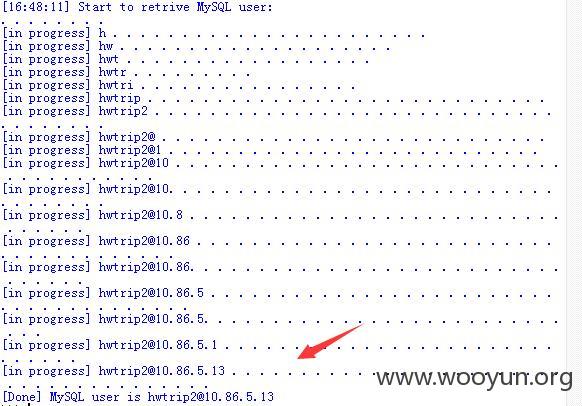 [16:48:11] Start to retrive MySQL user:
. . . . . . . .
[in progress] h . . . . . . . . . . . . . . . . . . . . . . . . .
[in progress] hw . . . . . . . . . . . . . . . . . . . . .
[in progress] hwt . . . . . . . . . . . . . . . . . . .
[in progress] hwtr . . . . . . . . .
[in progress] hwtri . . . . . . . . . . . . . . . . .
[in progress] hwtrip . . . . . . . . . . . . . . . . . . . . . . . . . . . . . . .
[in progress] hwtrip2 . . . . . . . . . . . . . . . . . . . . . . . . . . . . . . .
. . . . . . . .
[in progress] hwtrip2@ . . . . . . . . . . . . . . . . . . . . . . . . . . . . . .
[in progress] hwtrip2@1 . . . . . . . . . . . . . . . . . . . . . . . . . . . . .
[in progress] hwtrip2@10 . . . . . . . . . . . . . . . . . . . . . . . . . . . . . .
. . . . . . . . . . . . .
[in progress] hwtrip2@10. . . . . . . . . . . . . . . . . . . . . . . . . . . . . . .
. . . . . . . .
[in progress] hwtrip2@10.8 . . . . . . . . . . . . . . . . . . . . . . . . . . . . .
. . . . . .
[in progress] hwtrip2@10.86 . . . . . . . . . . . . . . . . . . . . . . . . . . . .
. . . . . . . . . . . . . . .
[in progress] hwtrip2@10.86. . . . . . . . . . . . . . . . . . . . . . . . . . . . .
. . . . . .
[in progress] hwtrip2@10.86.5 . . . . . . . . . . . . . . . . . . . . . . . . . . .
. . . . . . . . . . . . . .
[in progress] hwtrip2@10.86.5. . . . . . . . . . . . . . . . . . . . . . . . . . . .
. . .
[in progress] hwtrip2@10.86.5.1 . . . . . . . . . . . . . . . . . . . . . . . . . .
. . . .
[in progress] hwtrip2@10.86.5.13 . . . . . . . . . . . . . . . . . . . . . . . . .
. . . . . . . . . . . . . . . .
[Done] MySQL user is hwtrip2@10.86.5.13
www.wooyun.org